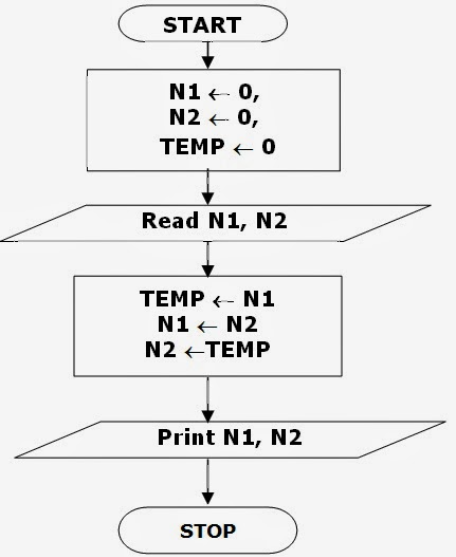 START
N1 ← 0,
N2 ← 0,
TEMP ← 0
Read N1, N2
TEMP ← N1
N1 ← N2
N2 ←TEMP
Print N1, N2
STOP